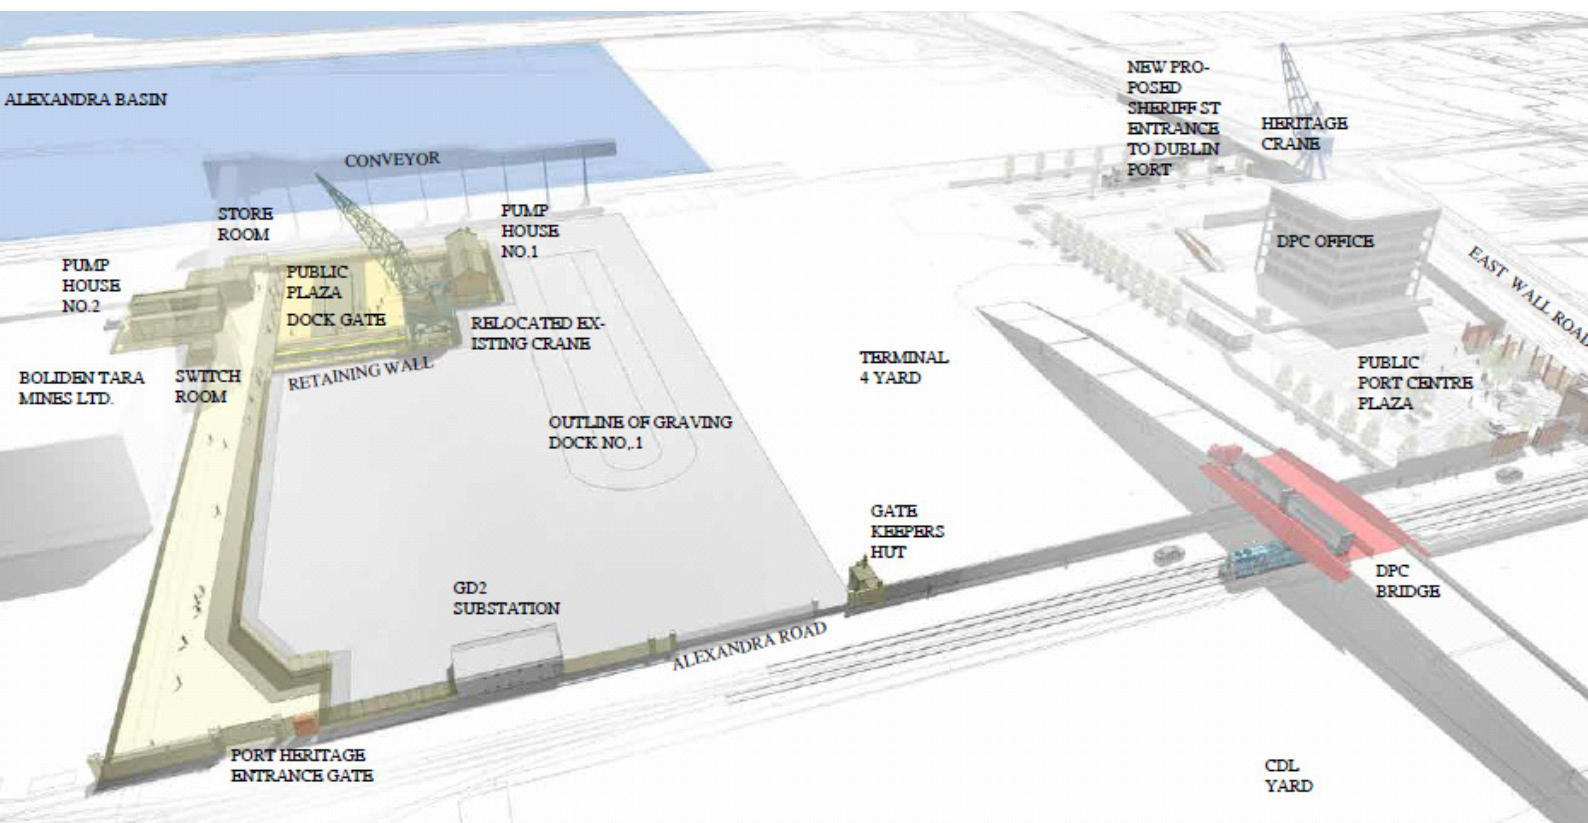 ALEXANDRA BASIN
CONVEYOR
STORE
ROOM
PUMP
HOUSE
NO.1
PUMP
HOUSE
NO.2
PUBLIC
PLAZA
DOCK GATE
RELOCATED EX-
ISTING CRANE
RETAINING WALL
BOLIDEN TARA
MINES LTD.
SWITCH
ROOM
OUTLINE OF GRAVING
DOCK NO,.1
GD2
SUBSTATION
PORT HERITAGE
ENTRANCE GATE
ALEXANDRA ROAD
GATE
KEEPERS
HUT
TERMINAL
4 YARD
NEW PRO-
POSED
SHERIFF ST
ENTRANCE
TO DUBLIN
PORT
HERITAGE
CRANE
DPC OFFICE
EAST WALL ROAD
PUBLIC
PORT CENTRE
PLAZA
DPC
BRIDGE
CDL
YARD